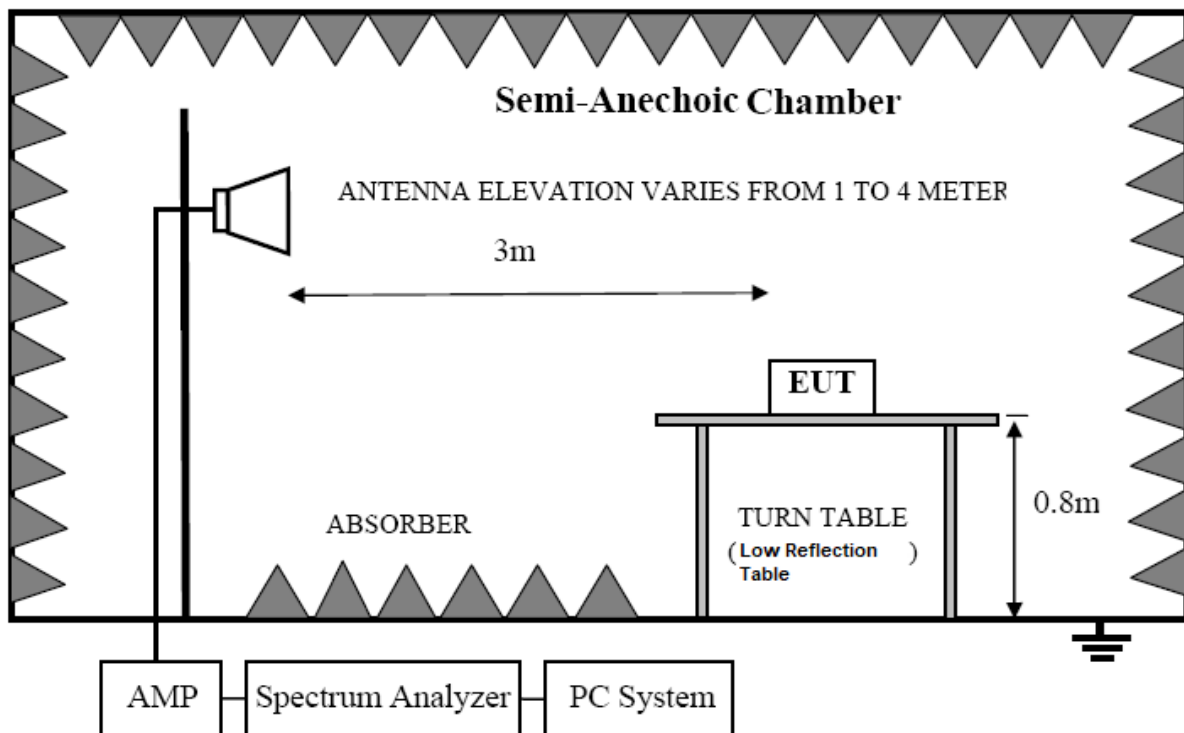 Semi-Anechoic Chamber
ANTENNA ELEVATION VARIES FROM 1 TO 4 METER
3m
EUT
0.8m
ABSORBER
TURN TABLE
(Low Reflection )
Table
AMP
Spectrum Analyzer
PC System